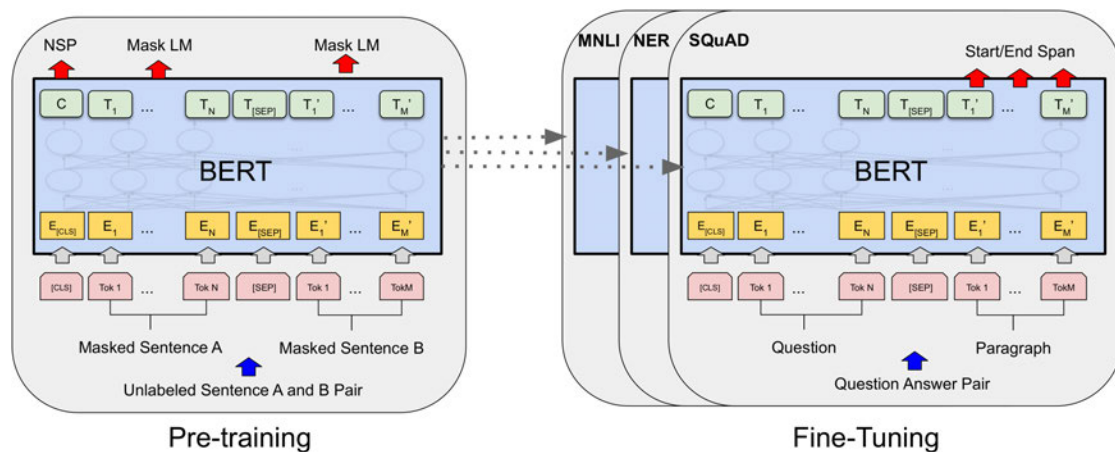 NSP Mask LM Mask LM
C T1 ... TN T[SEP] T1' ... TM'
BERT
E[CLS] E1 ... EN E[SEP] E1' ... EM'
[CLS] Tok 1 ... Tok N [SEP] Tok 1 ... TokM
Masked Sentence A Masked Sentence B
Unlabeled Sentence A and B Pair
Pre-training
MNLI NER SQuAD
Start/End Span
C T1 ... TN T[SEP] T1' ... TM'
BERT
E[CLS] E1 ... EN E[SEP] E1' ... EM'
[CLS] Tok 1 ... Tok N [SEP] Tok 1 ... TokM
Question Paragraph
Question Answer Pair
Fine-Tuning